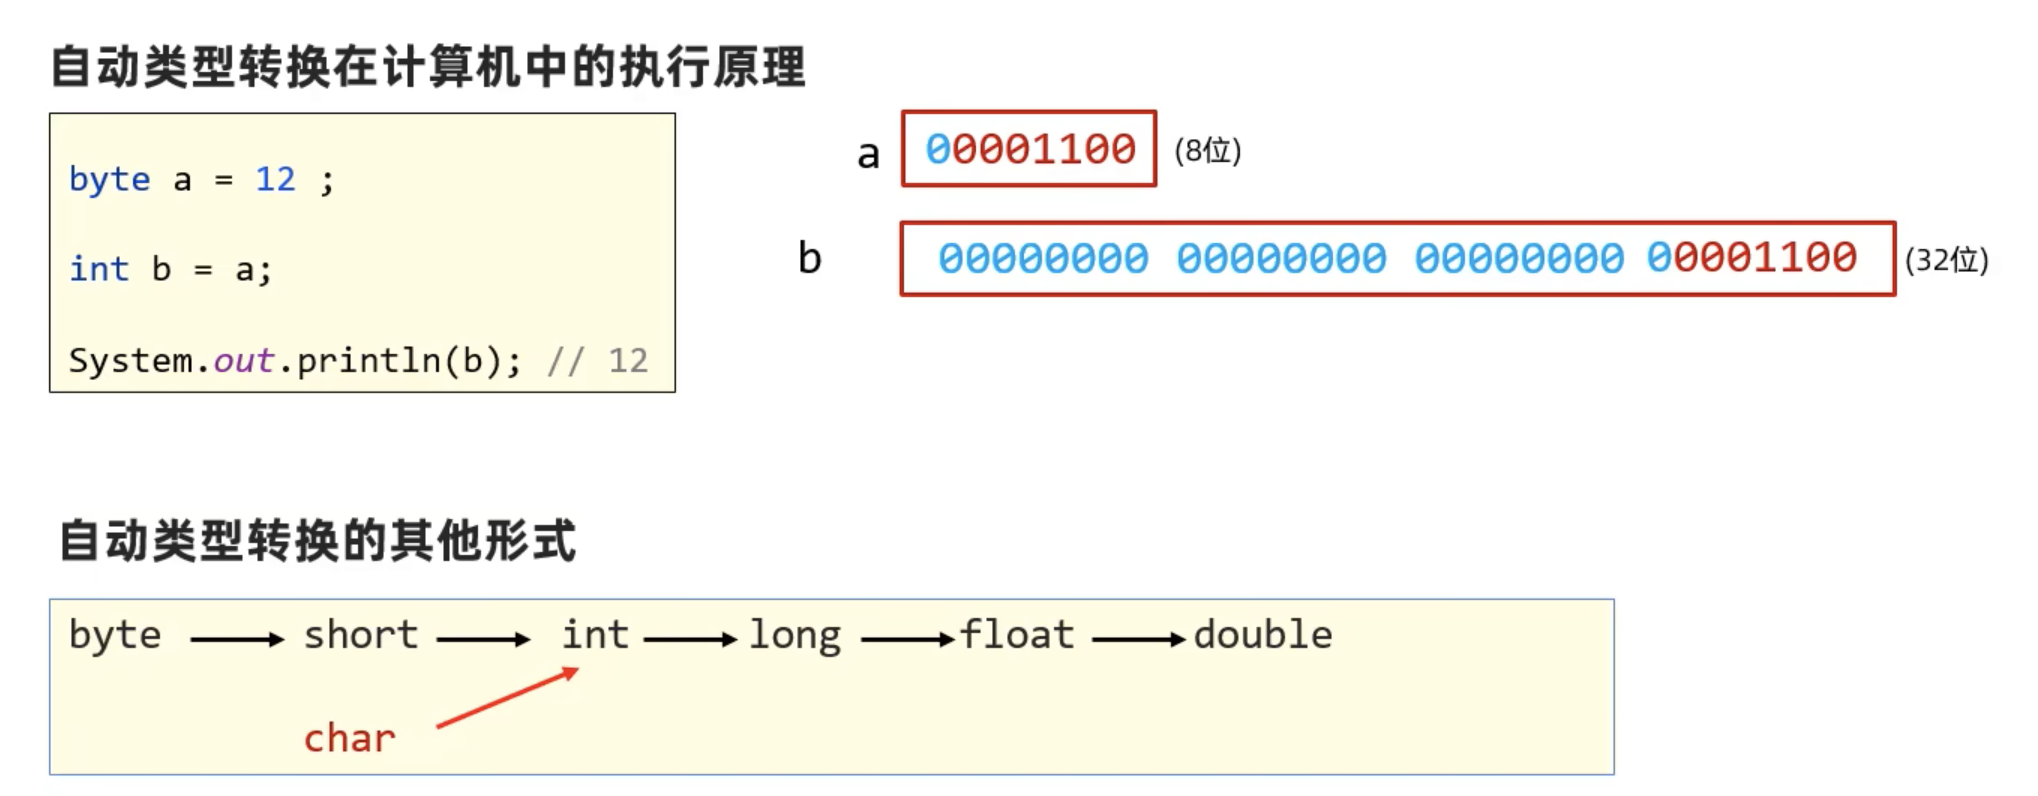 自动类型转换在计算机中的执行原理
byte a = 12 ;
int b = a;
System.out.println(b); // 12
a 00001100 (8位)
b 00000000 00000000 00000000 00001100 (32位)
自动类型转换的其他形式
byte short int long float double
char